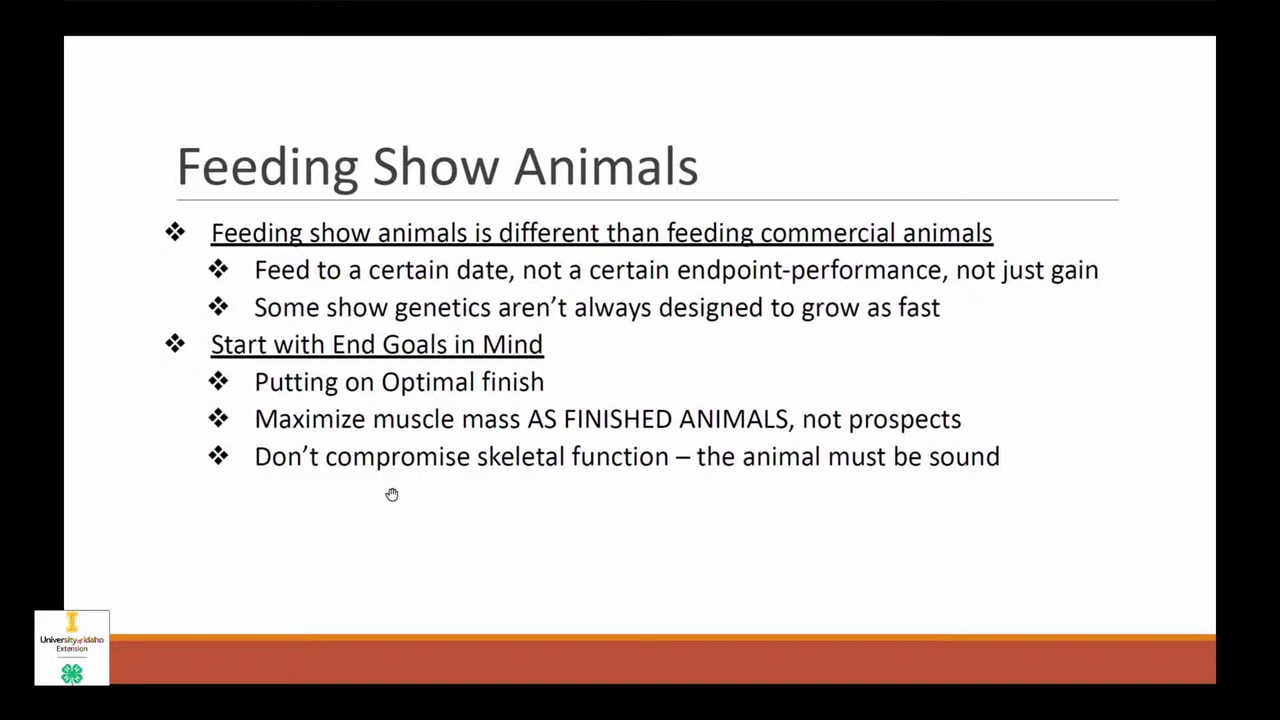 Feeding Show Animals
❖ Feeding show animals is different than feeding commercial animals
❖ Feed to a certain date, not a certain endpoint-performance, not just gain
❖ Some show genetics aren’t always designed to grow as fast
❖ Start with End Goals in Mind
❖ Putting on Optimal finish
❖ Maximize muscle mass AS FINISHED ANIMALS, not prospects
❖ Don’t compromise skeletal function – the animal must be sound
I
University of Idaho
Extension